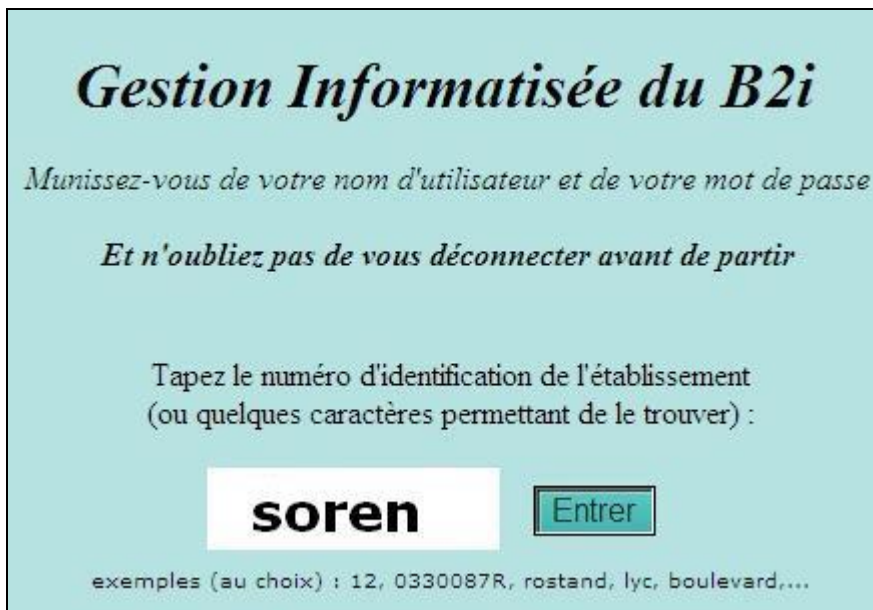 Gestion Informatisée du B2i
Munissez-vous de votre nom d'utilisateur et de votre mot de passe
Et n'oubliez pas de vous déconnecter avant de partir
Tapez le numéro d'identification de l'établissement
(ou quelques caractères permettant de le trouver) :
soren Entrer
exemples (au choix) : 12, 0330087R, rostand, lyc, boulevard,...